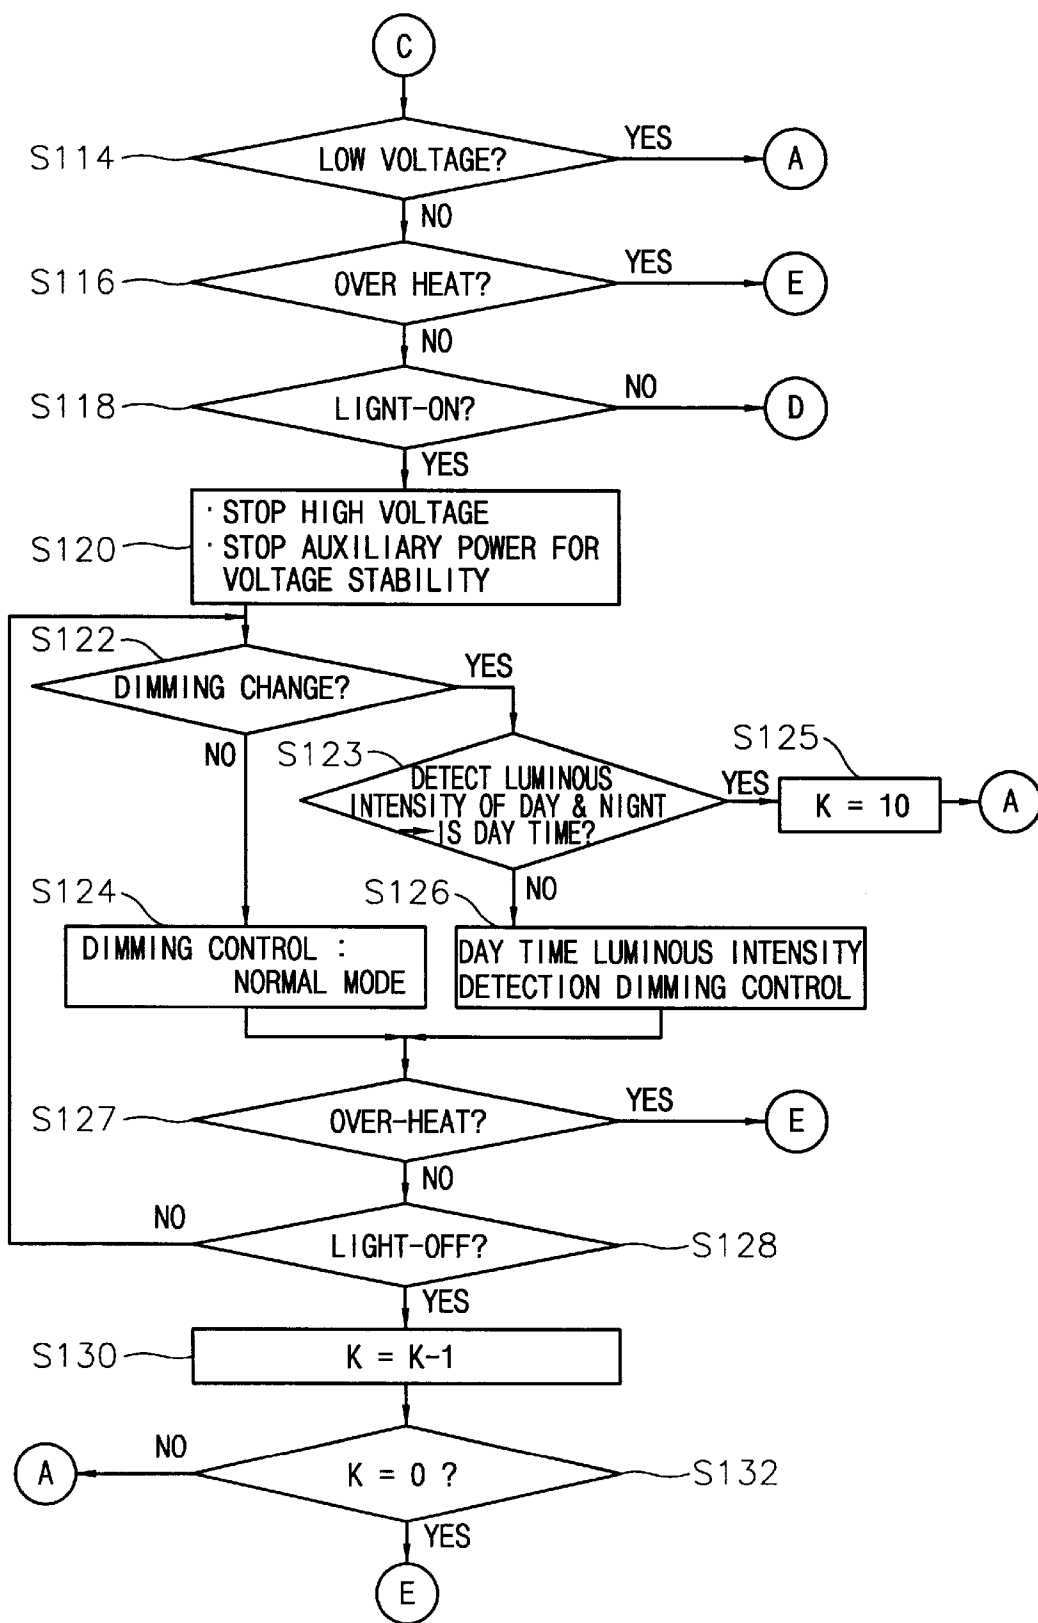 C
S114
LOW VOLTAGE?
YES
A
NO
S116
OVER HEAT?
YES
E
NO
S118
LIGNT-ON?
NO
D
YES
S120
· STOP HIGH VOLTAGE
· STOP AUXILIARY POWER FOR
VOLTAGE STABILITY
S122
DIMMING CHANGE?
YES
NO
S123
DETECT LUMINOUS
INTENSITY OF DAY & NIGNT
→ IS DAY TIME?
YES
S125
K = 10
A
NO
S124
DIMMING CONTROL :
NORMAL MODE
S126
DAY TIME LUMINOUS INTENSITY
DETECTION DIMMING CONTROL
S127
OVER-HEAT?
YES
E
NO
NO
LIGHT-OFF?
S128
YES
S130
K = K-1
NO
A
K = 0 ?
S132
YES
E